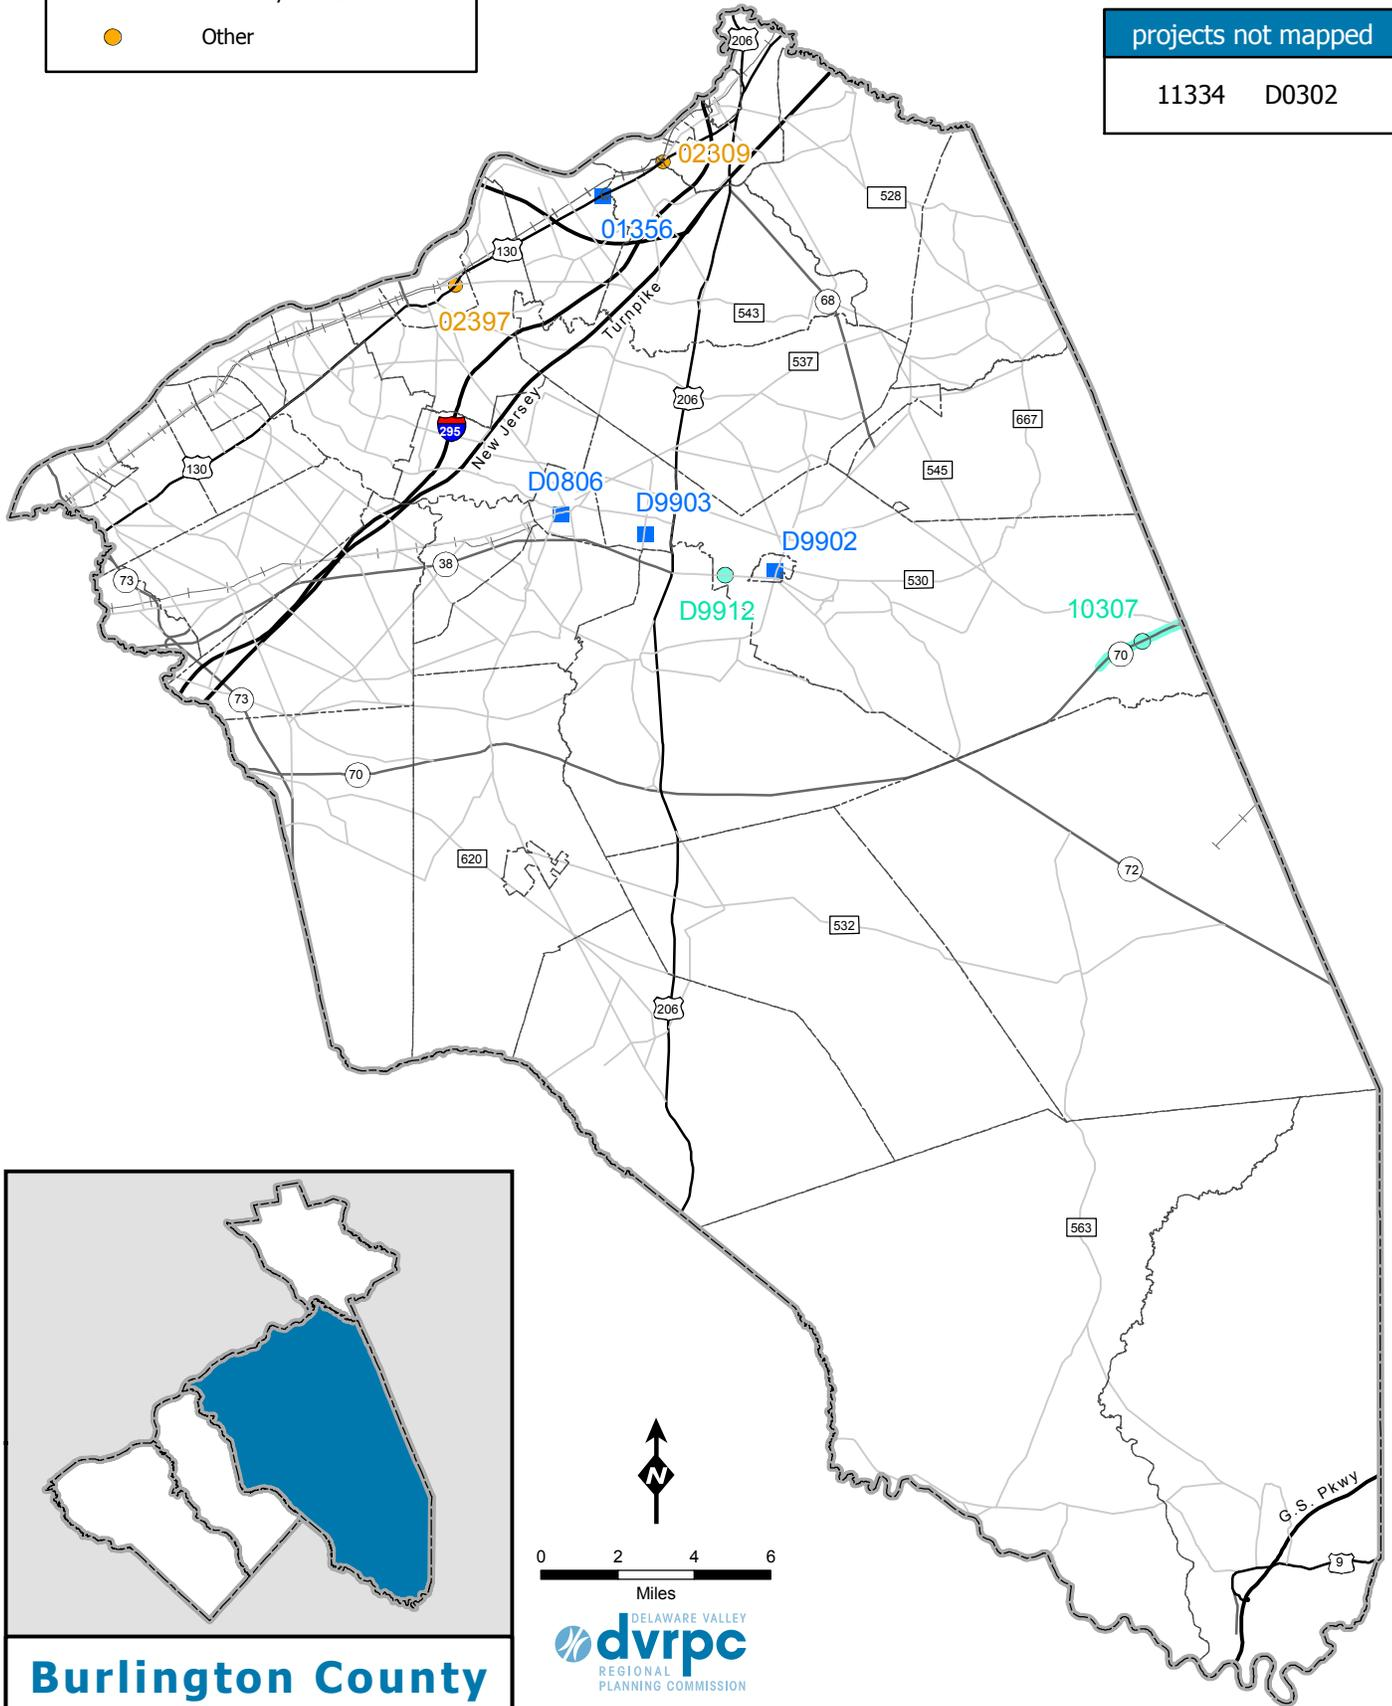 Other
projects not mapped
11334 D0302
206
02309
528
01356
130
68
02397
543
Turnpike
537
206
667
295
New Jersey
130
545
D0806
D9903
D9902
38
73
530
D9912
10307
70
73
70
620
72
532
206
563
G.S. Pkwy
9
N
0 2 4 6
Miles
DELAWARE VALLEY
dvrpc
REGIONAL
PLANNING COMMISSION
Burlington County